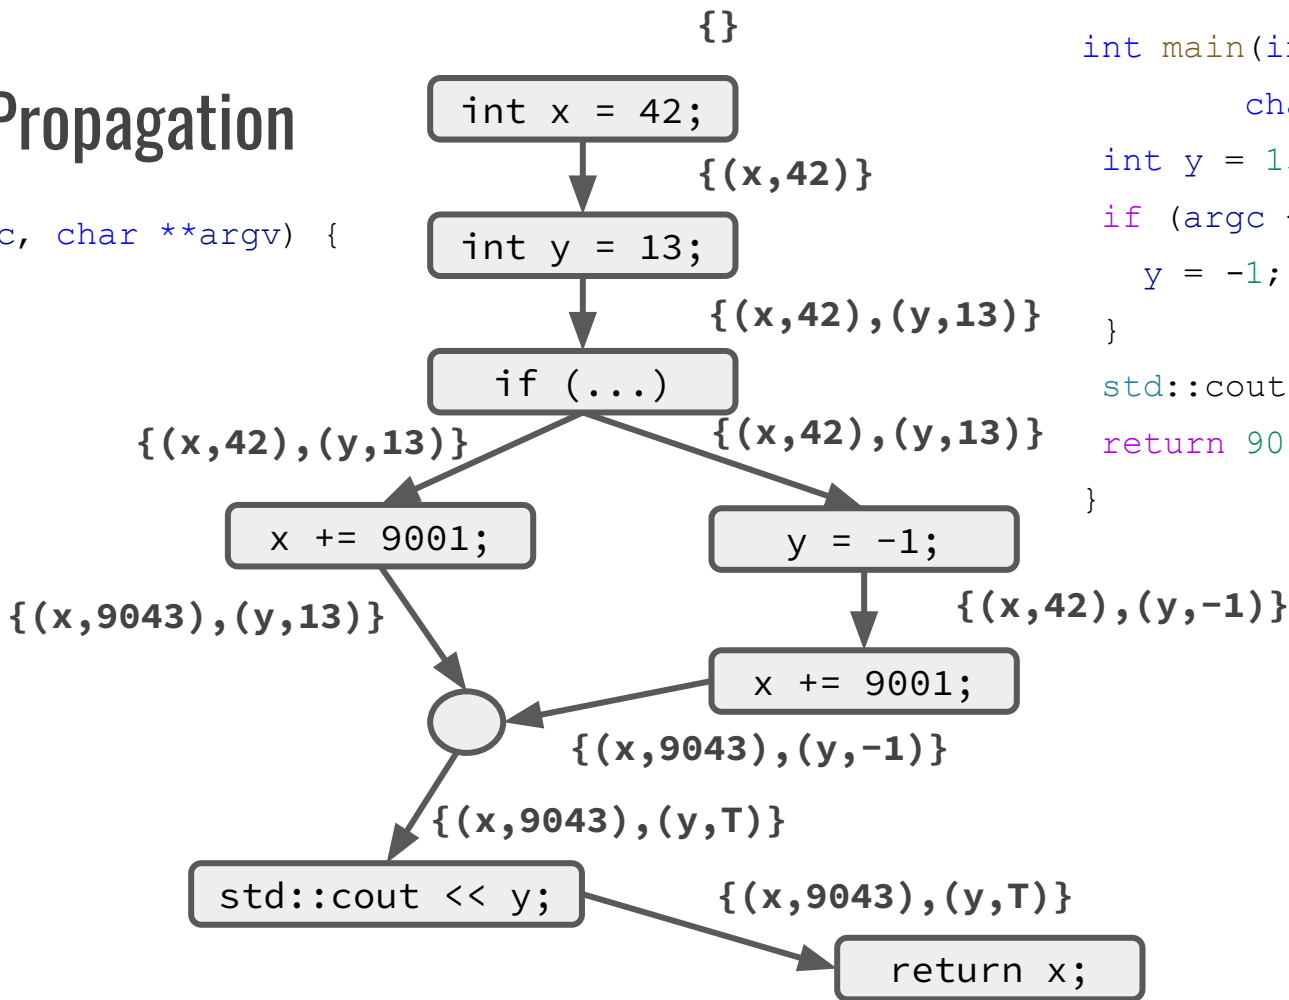 {}
int main(
Propagation
int x = 42;
{(x,42)}
int y = 1
, char **argv) {
int y = 13;
if (argc
{(x,42),(y,13)}
y = -1;
}
if (...)
std::cout
{(x,42),(y,13)}
{(x,42),(y,13)}
return 90
}
x += 9001;
y = -1;
{(x,9043),(y,13)}
{(x,42),(y,-1)}
x += 9001;
{(x,9043),(y,-1)}
{(x,9043),(y,T)}
std::cout << y;
{(x,9043),(y,T)}
return x;